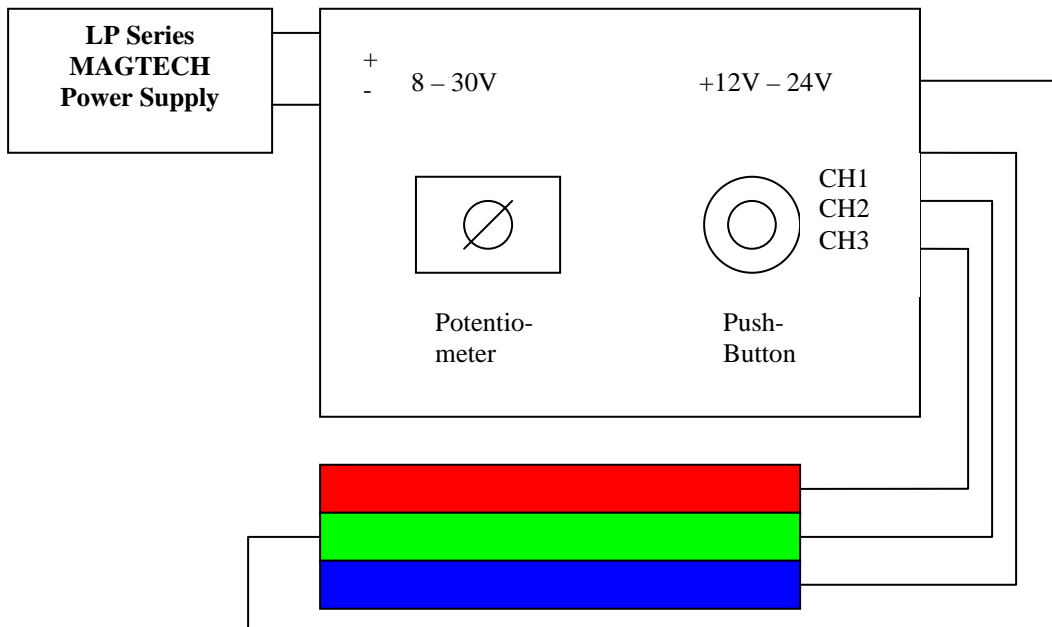 LP Series
MAGTECH
Power Supply
+
-
8 – 30V
+12V – 24V
CH1
CH2
CH3
Potentio-
meter
Push-
Button